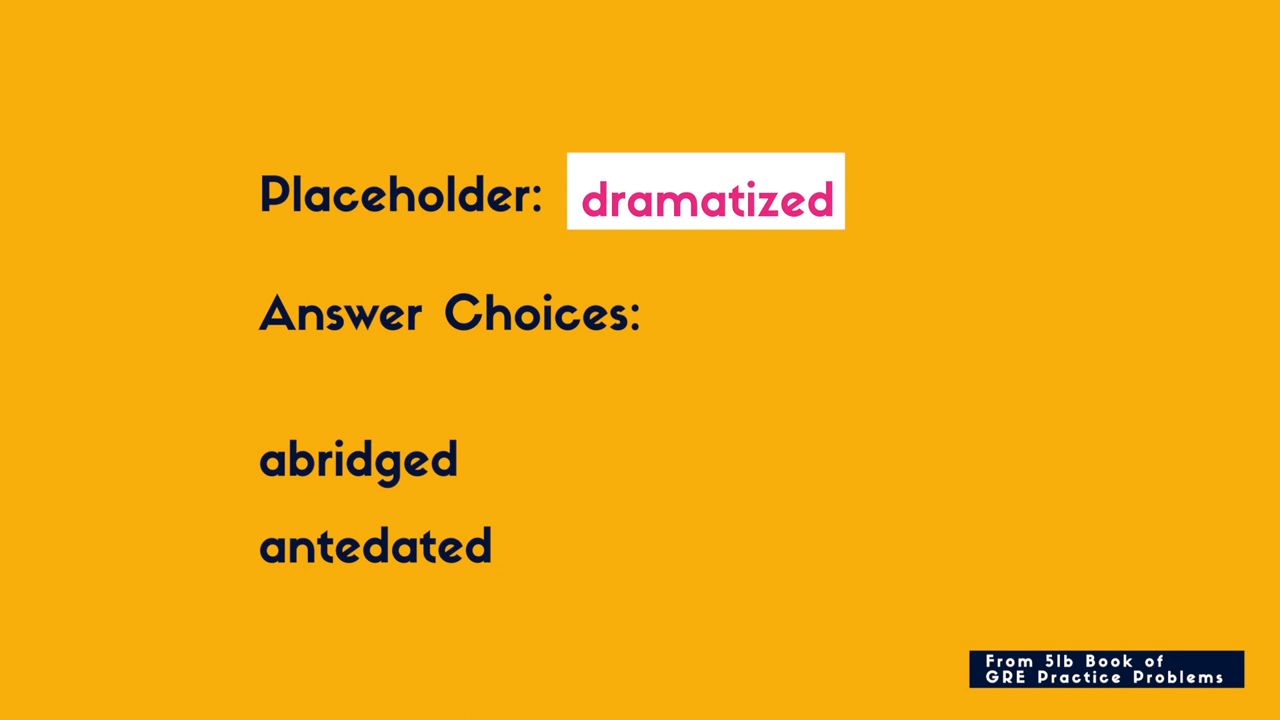 Placeholder: dramatized
Answer Choices:
abridged
antedated
From 5lb Book of
GRE Practice Problems